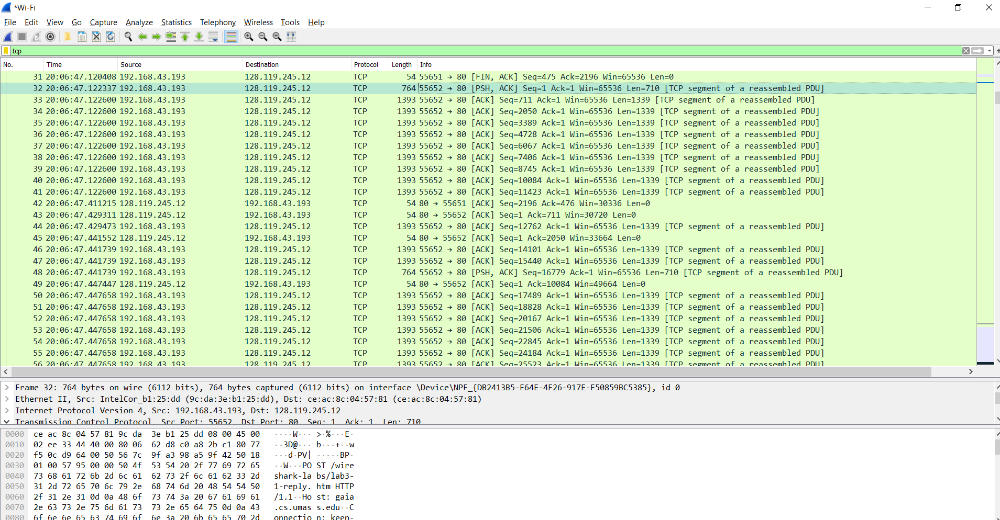 *Wi-Fi
File Edit View Go Capture Analyze Statistics Telephony Wireless Tools Help
tcp
No. Time Source Destination Protocol Length Info
31 20:06:47.120408 192.168.43.193 128.119.245.12 TCP 54 55651 → 80 [FIN, ACK] Seq=475 Ack=2196 Win=65536 Len=0
32 20:06:47.122337 192.168.43.193 128.119.245.12 TCP 764 55652 → 80 [PSH, ACK] Seq=1 Ack=1 Win=65536 Len=710 [TCP segment of a reassembled PDU]
33 20:06:47.122600 192.168.43.193 128.119.245.12 TCP 1393 55652 → 80 [ACK] Seq=711 Ack=1 Win=65536 Len=1339 [TCP segment of a reassembled PDU]
34 20:06:47.122600 192.168.43.193 128.119.245.12 TCP 1393 55652 → 80 [ACK] Seq=2050 Ack=1 Win=65536 Len=1339 [TCP segment of a reassembled PDU]
35 20:06:47.122600 192.168.43.193 128.119.245.12 TCP 1393 55652 → 80 [ACK] Seq=3389 Ack=1 Win=65536 Len=1339 [TCP segment of a reassembled PDU]
36 20:06:47.122600 192.168.43.193 128.119.245.12 TCP 1393 55652 → 80 [ACK] Seq=4728 Ack=1 Win=65536 Len=1339 [TCP segment of a reassembled PDU]
37 20:06:47.122600 192.168.43.193 128.119.245.12 TCP 1393 55652 → 80 [ACK] Seq=6067 Ack=1 Win=65536 Len=1339 [TCP segment of a reassembled PDU]
38 20:06:47.122600 192.168.43.193 128.119.245.12 TCP 1393 55652 → 80 [ACK] Seq=7406 Ack=1 Win=65536 Len=1339 [TCP segment of a reassembled PDU]
39 20:06:47.122600 192.168.43.193 128.119.245.12 TCP 1393 55652 → 80 [ACK] Seq=8745 Ack=1 Win=65536 Len=1339 [TCP segment of a reassembled PDU]
40 20:06:47.122600 192.168.43.193 128.119.245.12 TCP 1393 55652 → 80 [ACK] Seq=10084 Ack=1 Win=65536 Len=1339 [TCP segment of a reassembled PDU]
41 20:06:47.122600 192.168.43.193 128.119.245.12 TCP 1393 55652 → 80 [ACK] Seq=11423 Ack=1 Win=65536 Len=1339 [TCP segment of a reassembled PDU]
42 20:06:47.411215 128.119.245.12 192.168.43.193 TCP 54 80 → 55651 [ACK] Seq=2196 Ack=476 Win=30336 Len=0
43 20:06:47.429311 128.119.245.12 192.168.43.193 TCP 54 80 → 55652 [ACK] Seq=1 Ack=711 Win=30720 Len=0
44 20:06:47.429473 192.168.43.193 128.119.245.12 TCP 1393 55652 → 80 [ACK] Seq=12762 Ack=1 Win=65536 Len=1339 [TCP segment of a reassembled PDU]
45 20:06:47.441552 128.119.245.12 192.168.43.193 TCP 54 80 → 55652 [ACK] Seq=1 Ack=2050 Win=33664 Len=0
46 20:06:47.441739 192.168.43.193 128.119.245.12 TCP 1393 55652 → 80 [ACK] Seq=14101 Ack=1 Win=65536 Len=1339 [TCP segment of a reassembled PDU]
47 20:06:47.441739 192.168.43.193 128.119.245.12 TCP 1393 55652 → 80 [ACK] Seq=15440 Ack=1 Win=65536 Len=1339 [TCP segment of a reassembled PDU]
48 20:06:47.441739 192.168.43.193 128.119.245.12 TCP 764 55652 → 80 [PSH, ACK] Seq=16779 Ack=1 Win=65536 Len=710 [TCP segment of a reassembled PDU]
49 20:06:47.447447 128.119.245.12 192.168.43.193 TCP 54 80 → 55652 [ACK] Seq=1 Ack=10084 Win=49664 Len=0
50 20:06:47.447658 192.168.43.193 128.119.245.12 TCP 1393 55652 → 80 [ACK] Seq=17489 Ack=1 Win=65536 Len=1339 [TCP segment of a reassembled PDU]
51 20:06:47.447658 192.168.43.193 128.119.245.12 TCP 1393 55652 → 80 [ACK] Seq=18828 Ack=1 Win=65536 Len=1339 [TCP segment of a reassembled PDU]
52 20:06:47.447658 192.168.43.193 128.119.245.12 TCP 1393 55652 → 80 [ACK] Seq=20167 Ack=1 Win=65536 Len=1339 [TCP segment of a reassembled PDU]
53 20:06:47.447658 192.168.43.193 128.119.245.12 TCP 1393 55652 → 80 [ACK] Seq=21506 Ack=1 Win=65536 Len=1339 [TCP segment of a reassembled PDU]
54 20:06:47.447658 192.168.43.193 128.119.245.12 TCP 1393 55652 → 80 [ACK] Seq=22845 Ack=1 Win=65536 Len=1339 [TCP segment of a reassembled PDU]
55 20:06:47.447658 192.168.43.193 128.119.245.12 TCP 1393 55652 → 80 [ACK] Seq=24184 Ack=1 Win=65536 Len=1339 [TCP segment of a reassembled PDU]
56 20:06:47.447658 192.168.43.193 128.119.245.12 TCP 1393 55652 → 80 [ACK] Seq=25523 Ack=1 Win=65536 Len=1339 [TCP segment of a reassembled PDU]
Frame 32: 764 bytes on wire (6112 bits), 764 bytes captured (6112 bits) on interface \Device\NPF_{DB2413B5-F64E-4F26-917E-F50859BC5385}, id 0
Ethernet II, Src: IntelCor_b1:25:dd (9c:da:3e:b1:25:dd), Dst: ce:ac:8c:04:57:81 (ce:ac:8c:04:57:81)
Internet Protocol Version 4, Src: 192.168.43.193, Dst: 128.119.245.12
Transmission Control Protocol, Src Port: 55652, Dst Port: 80, Seq: 1, Ack: 1, Len: 710
0000 ce ac 8c 04 57 81 9c da 3e b1 25 dd 08 00 45 00 ····W··· >·%···E·
0010 02 ee 33 44 40 00 80 06 62 d8 c0 a8 2b c1 80 77 ··3D@··· b···+··w
0020 f5 0c d9 64 00 50 56 7c 9f a3 98 a5 9f 42 50 18 ···d·PV| ·····BP·
0030 01 00 57 95 00 00 50 4f 53 54 20 2f 77 69 72 65 ··W···PO ST /wire
0040 73 68 61 72 6b 2d 6c 61 62 73 2f 6c 61 62 33 2d shark-la bs/lab3-
0050 31 2d 72 65 70 6c 79 2e 68 74 6d 20 48 54 54 50 1-reply. htm HTTP
0060 2f 31 2e 31 0d 0a 48 6f 73 74 3a 20 67 61 69 61 /1.1··Ho st: gaia
0070 2e 63 73 2e 75 6d 61 73 73 2e 65 64 75 0d 0a 43 .cs.umas s.edu··C
0080 6f 6e 6e 65 63 74 69 6f 6e 3a 20 6b 65 65 70 2d onnectio n: keep-